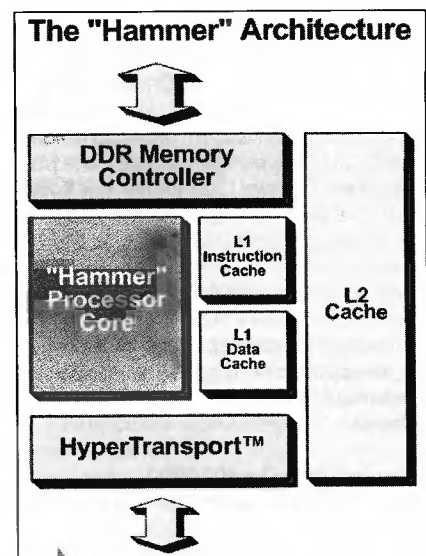 The "Hammer" Architecture
DDR Memory
Controller
"Hammer"
Processor
Core
L1
Instruction
Cache
L1
Data
Cache
L2
Cache
HyperTransport™